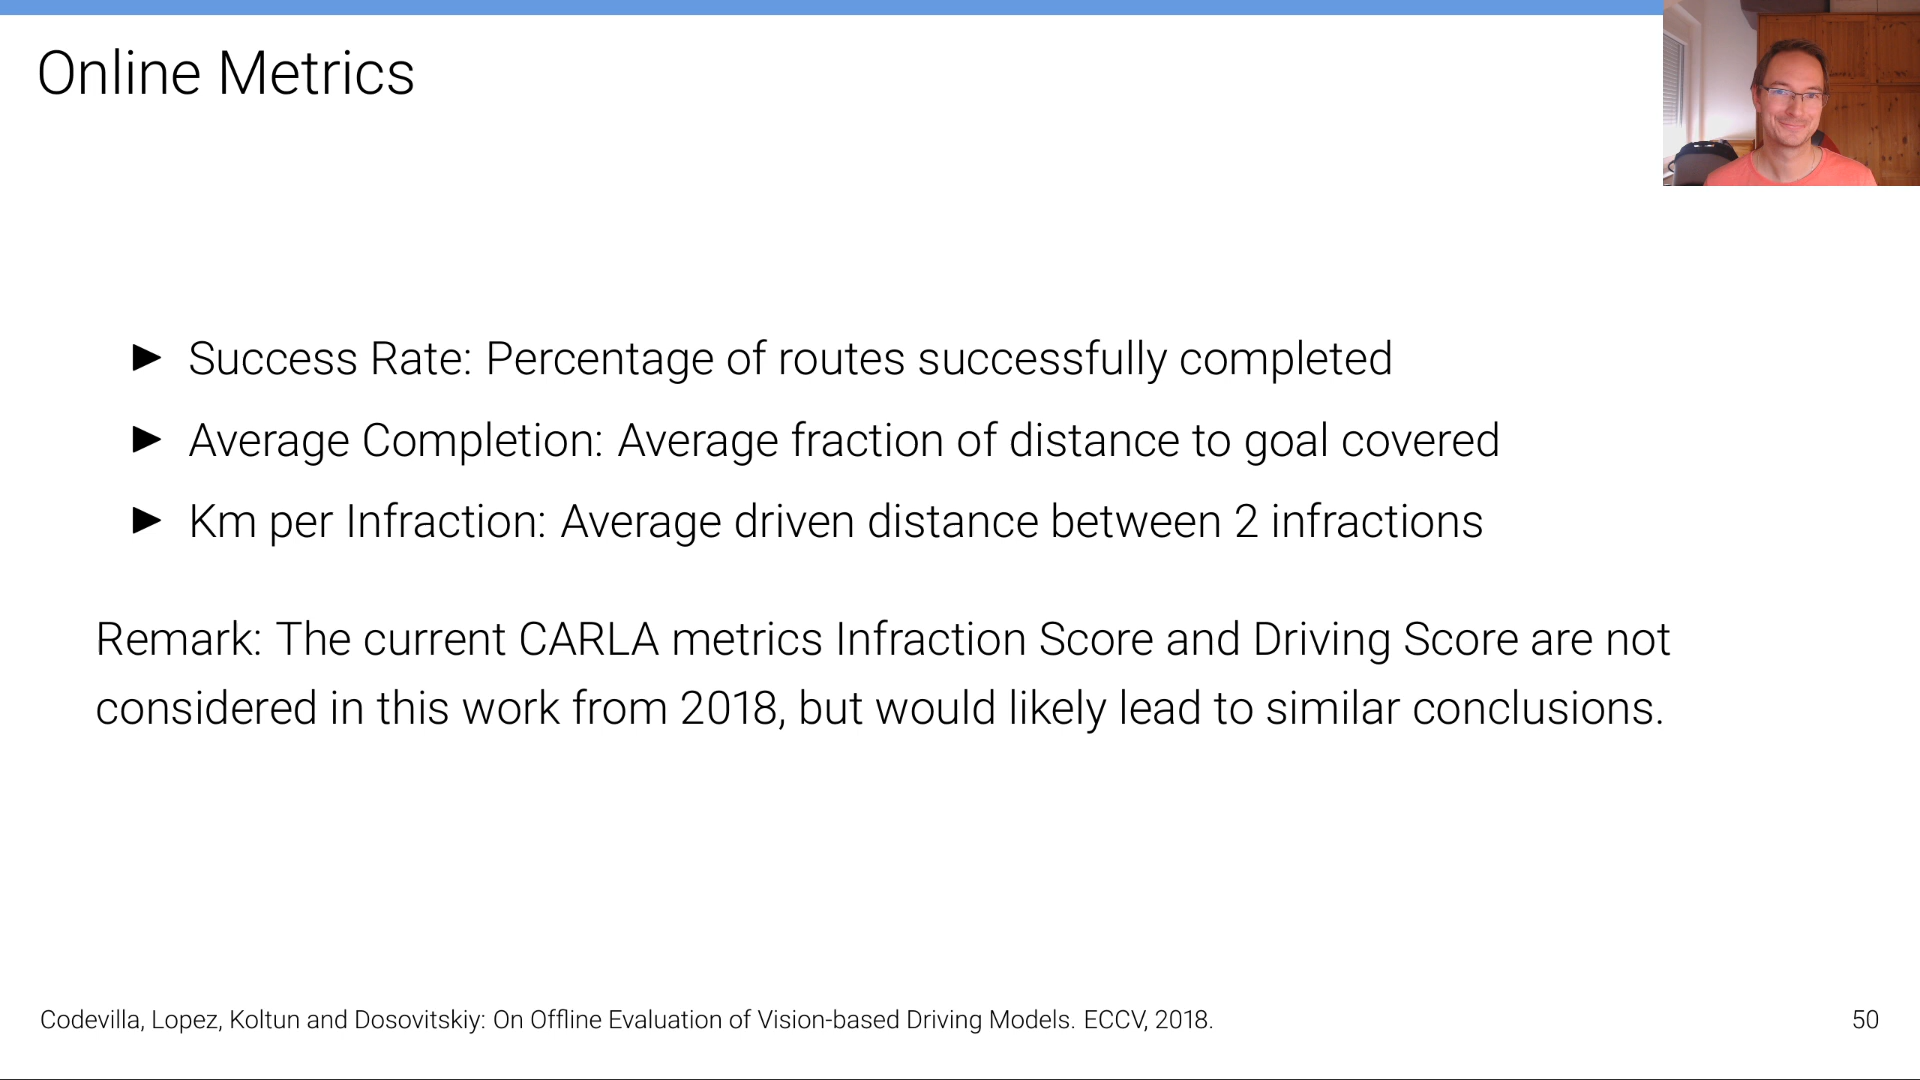 Online Metrics
► Success Rate: Percentage of routes successfully completed
► Average Completion: Average fraction of distance to goal covered
► Km per Infraction: Average driven distance between 2 infractions
Remark: The current CARLA metrics Infraction Score and Driving Score are not
considered in this work from 2018, but would likely lead to similar conclusions.
Codevilla, Lopez, Koltun and Dosovitskiy: On Offline Evaluation of Vision-based Driving Models. ECCV, 2018.
50